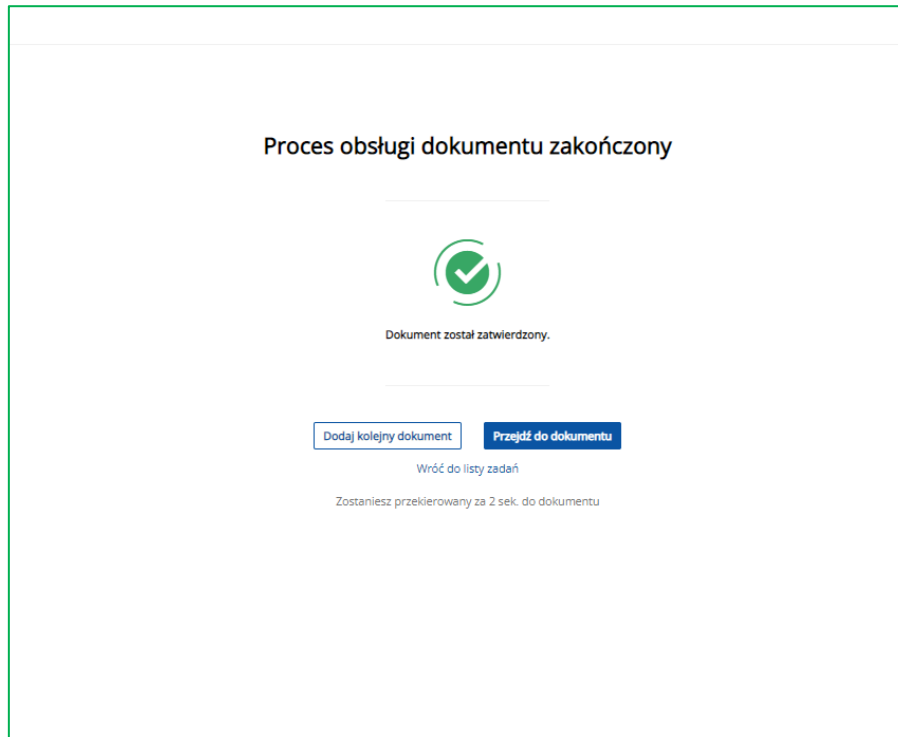 Proces obsługi dokumentu zakończony
Dokument został zatwierdzony.
Dodaj kolejny dokument Przejdź do dokumentu
Wróć do listy zadań
Zostaniesz przekierowany za 2 sek. do dokumentu